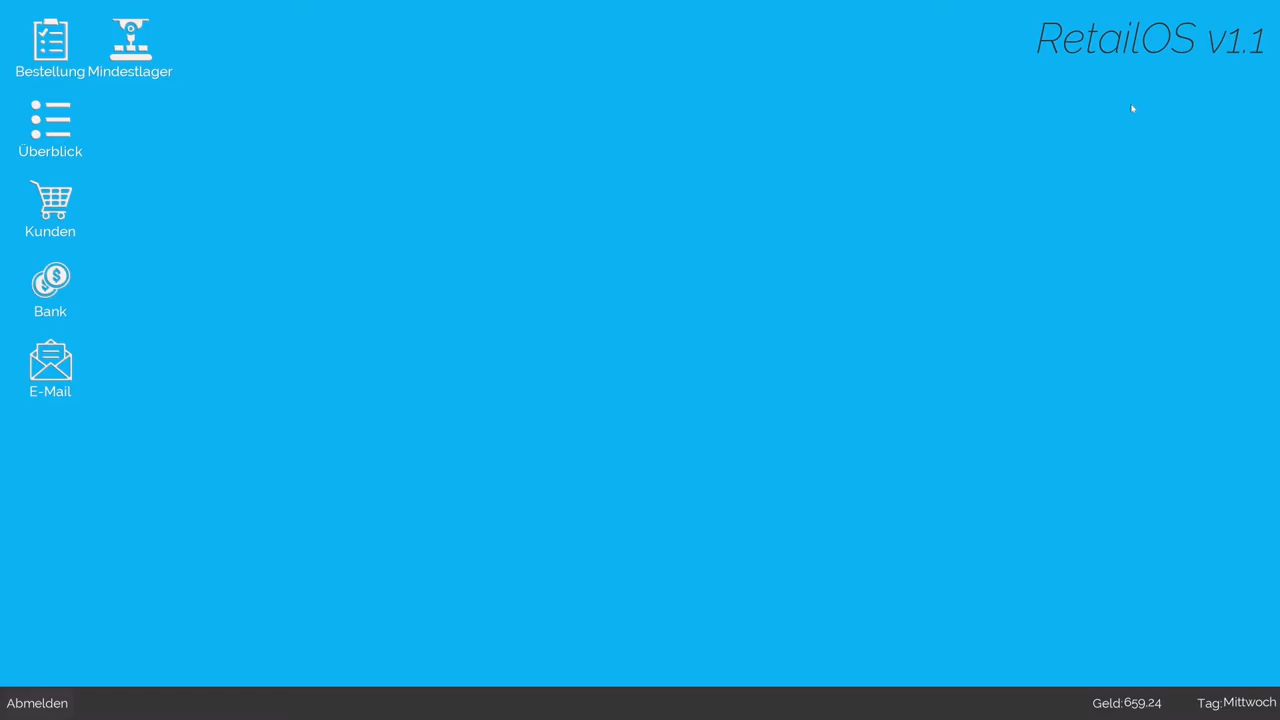 RetailOS v1.1
Bestellung Mindestlager
Überblick
Kunden
Bank
E-Mail
Abmelden Geld: 659,24 Tag: Mittwoch